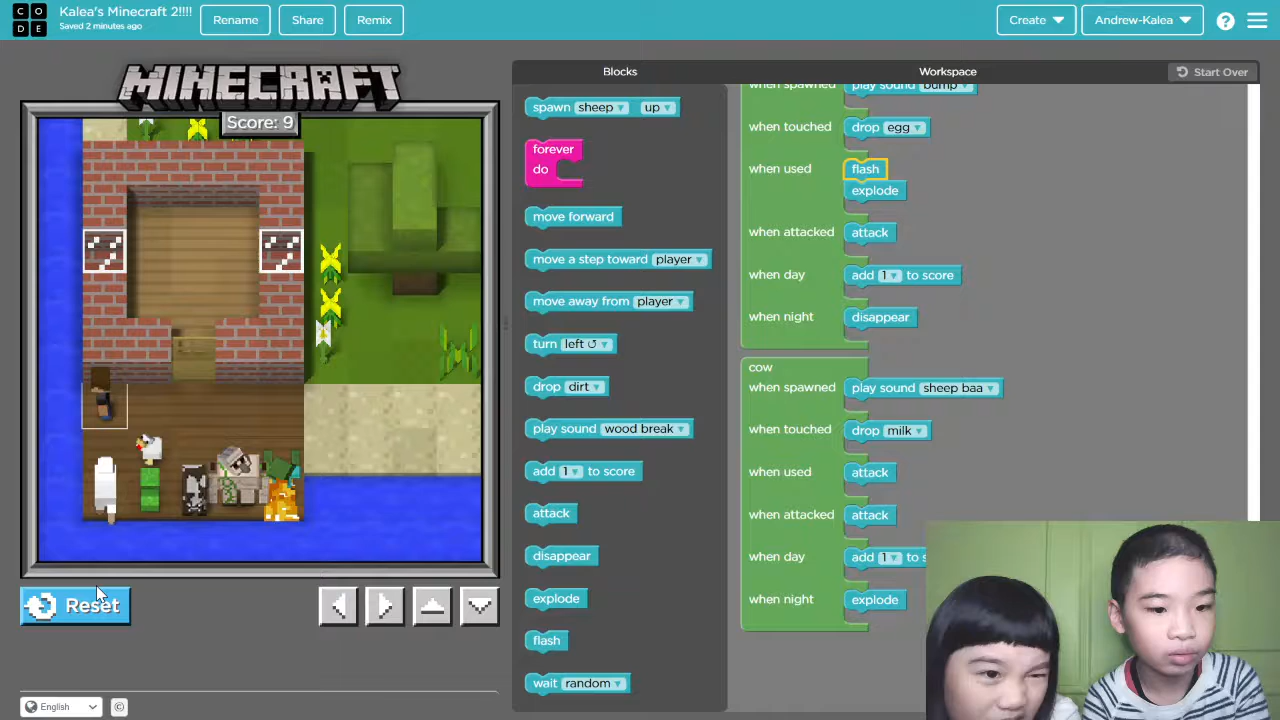 C O
D E
Kalea's Minecraft 2!!!!
Saved 2 minutes ago
Rename
Share
Remix
Create
Andrew-Kalea
?
MINECRAFT
Score: 9
Reset
English
©
Blocks
spawn sheep up
forever
do
move forward
move a step toward player
move away from player
turn left ↺
drop dirt
play sound wood break
add 1 to score
attack
disappear
explode
flash
wait random
Workspace
Start Over
when spawned play sound bump
when touched drop egg
when used flash
explode
when attacked attack
when day add 1 to score
when night disappear
cow
when spawned play sound sheep baa
when touched drop milk
when used attack
when attacked attack
when day add 1 to s
when night explode